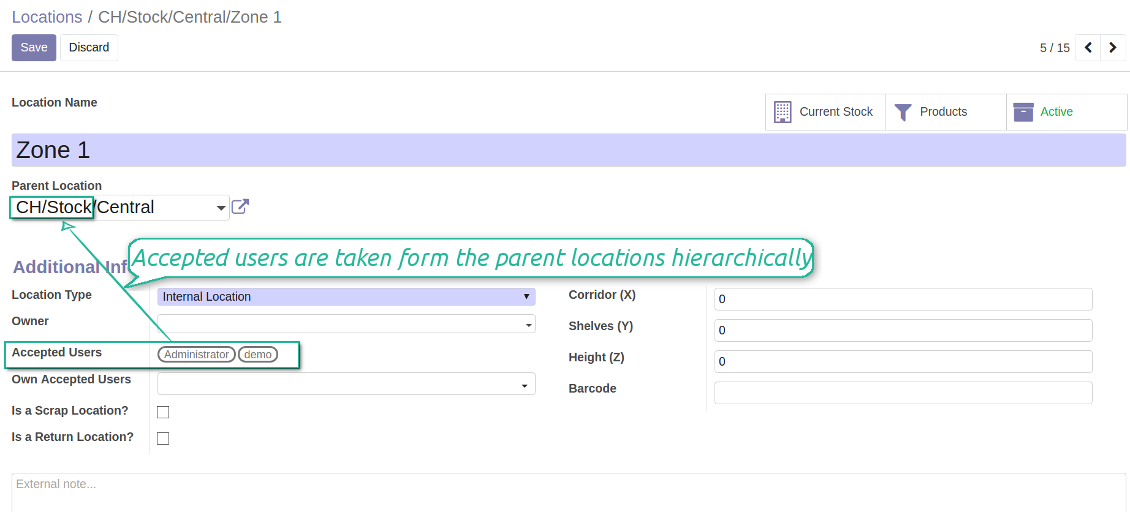 Locations / CH/Stock/Central/Zone 1
Save Discard 5 / 15
Location Name
Current Stock Products Active
Zone 1
Parent Location
CH/Stock/Central
Accepted users are taken form the parent locations hierarchically
Additional Inf
Location Type Internal Location
Owner
Accepted Users Administrator demo
Own Accepted Users
Is a Scrap Location?
Is a Return Location?
Corridor (X) 0
Shelves (Y) 0
Height (Z) 0
Barcode
External note...